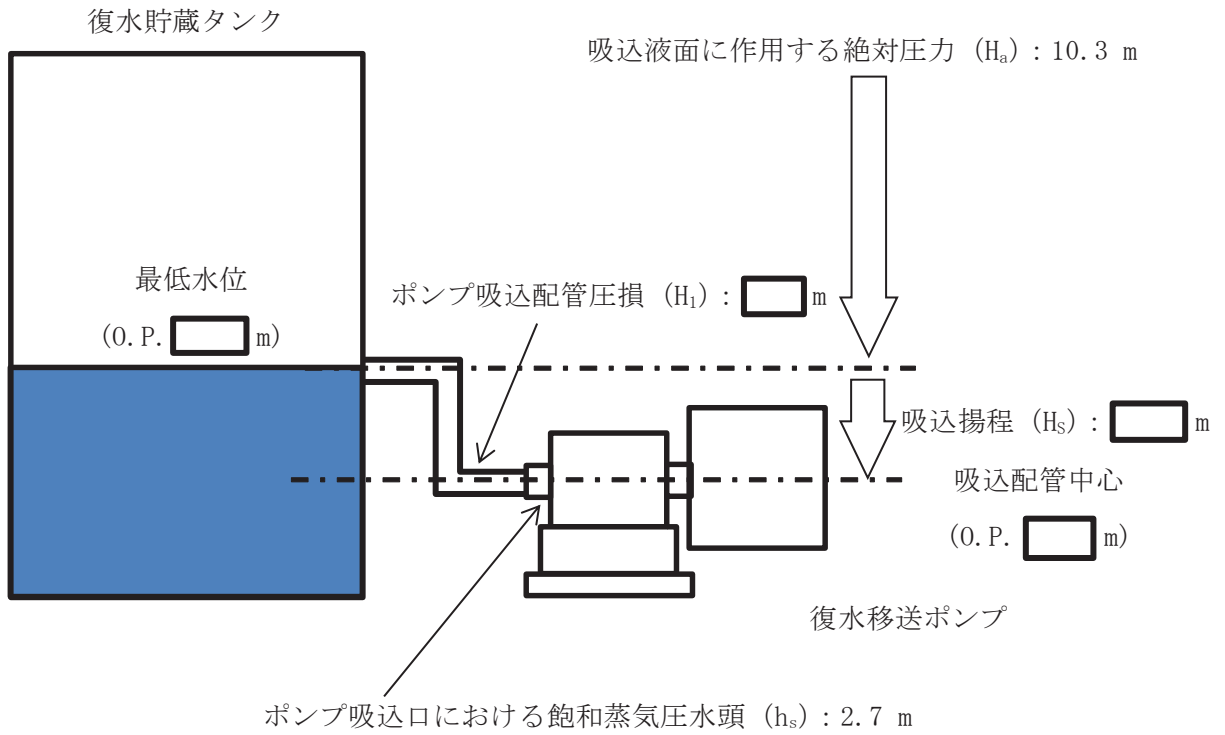 復水貯蔵タンク
吸込液面に作用する絶対圧力 (Ha) : 10.3 m
最低水位
(O.P. m)
ポンプ吸込配管圧損 (H1) : m
吸込揚程 (HS) : m
吸込配管中心
(O.P. m)
復水移送ポンプ
ポンプ吸込口における飽和蒸気圧水頭 (hs) : 2.7 m